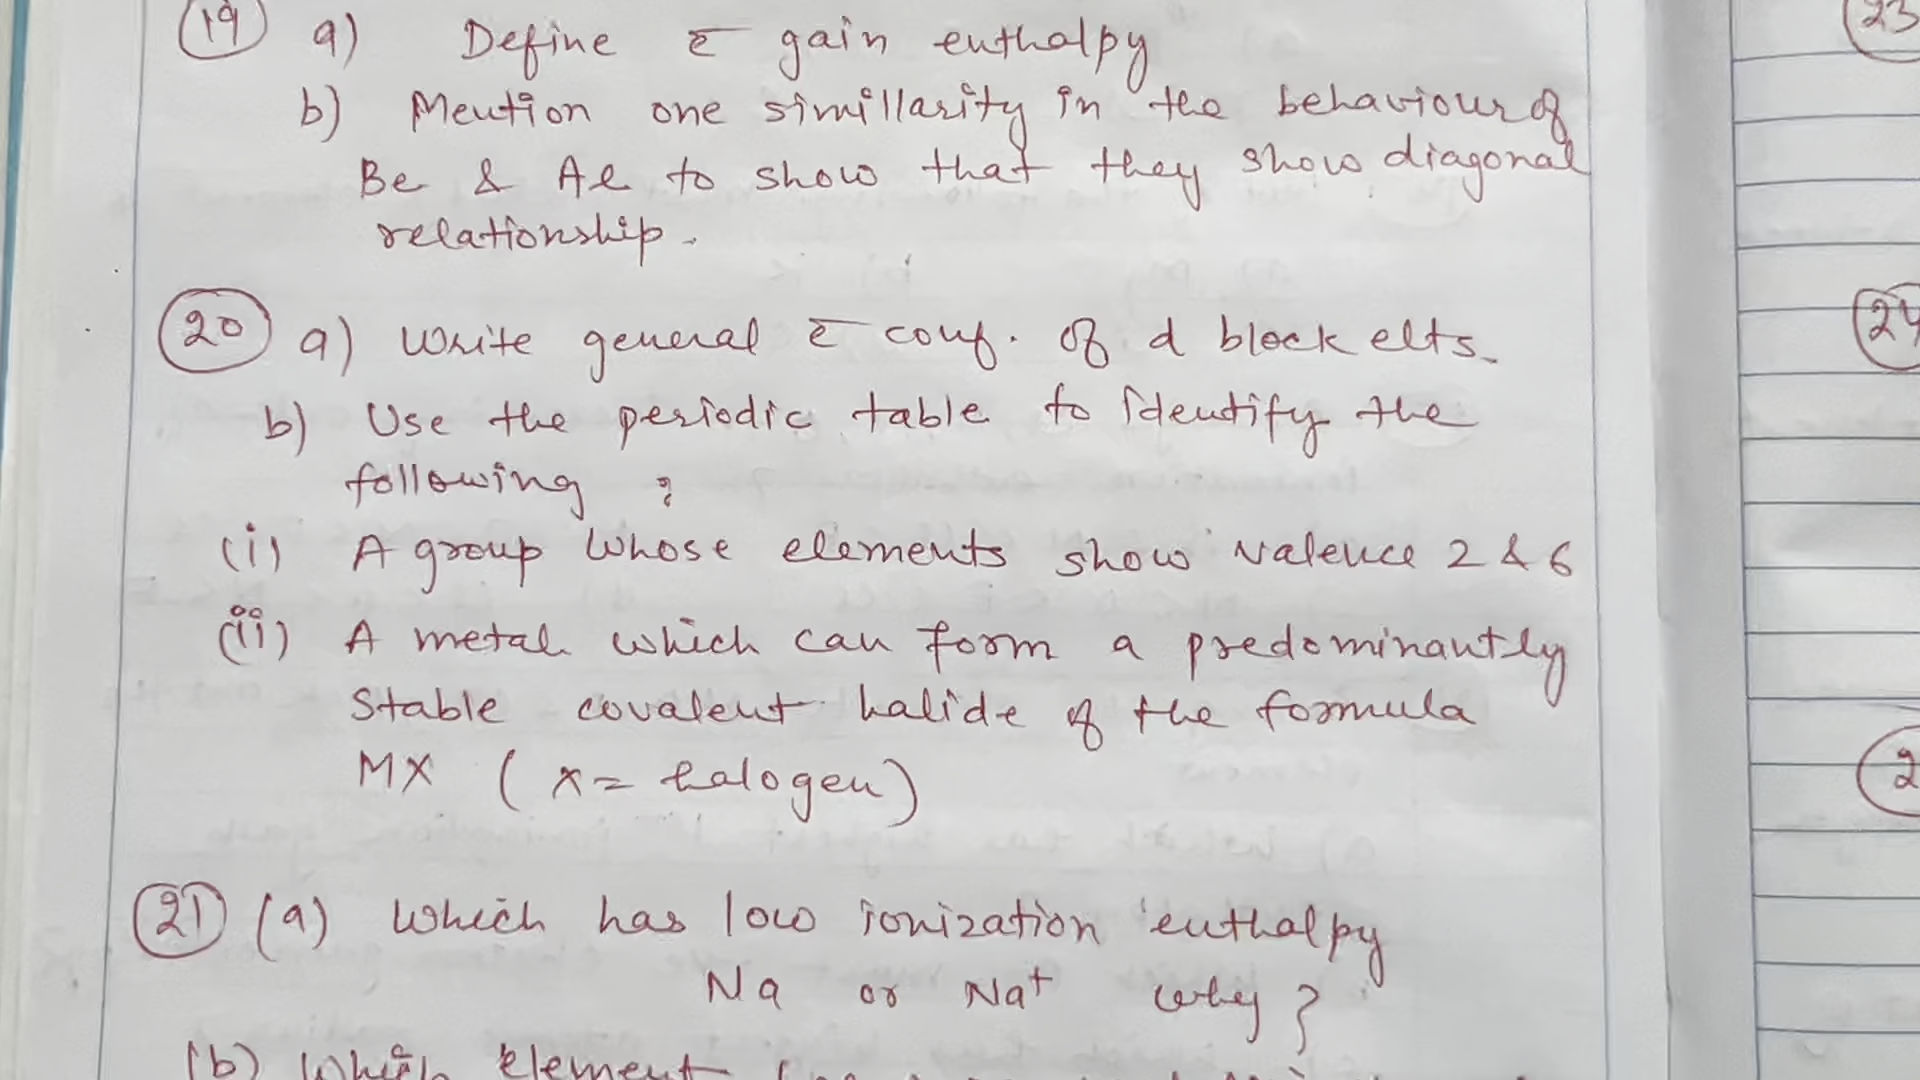 19 a) Define e̅ gain enthalpy
b) Mention one simillarity in the behaviour of
Be & Al to show that they show diagonal
relationship.
20 a) Write general e̅ conf. of d block elts.
b) Use the periodic table to identify the
following :
(i) A group whose elements show valence 2 & 6
(ii) A metal which can form a predominantly
Stable covalent halide of the formula
MX (X = halogen)
21 (a) Which has low ionization enthalpy
Na or Na⁺ Why?
(b) Which element
23
24
2